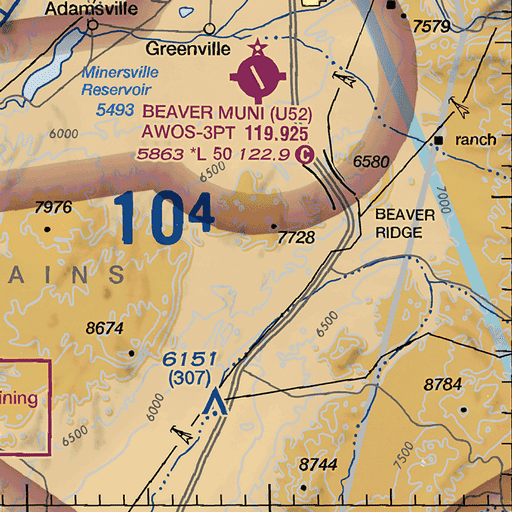 Adamsville
7579
Greenville
Minersville
Reservoir
5493
BEAVER MUNI (U52)
AWOS-3PT 119.925
5863 *L 50 122.9 C
6000
6500
6580
ranch
7000
7976
104
7728
BEAVER
RIDGE
AINS
8674
6500
6151
(307)
8784
ining
6000
6500
8744
7500